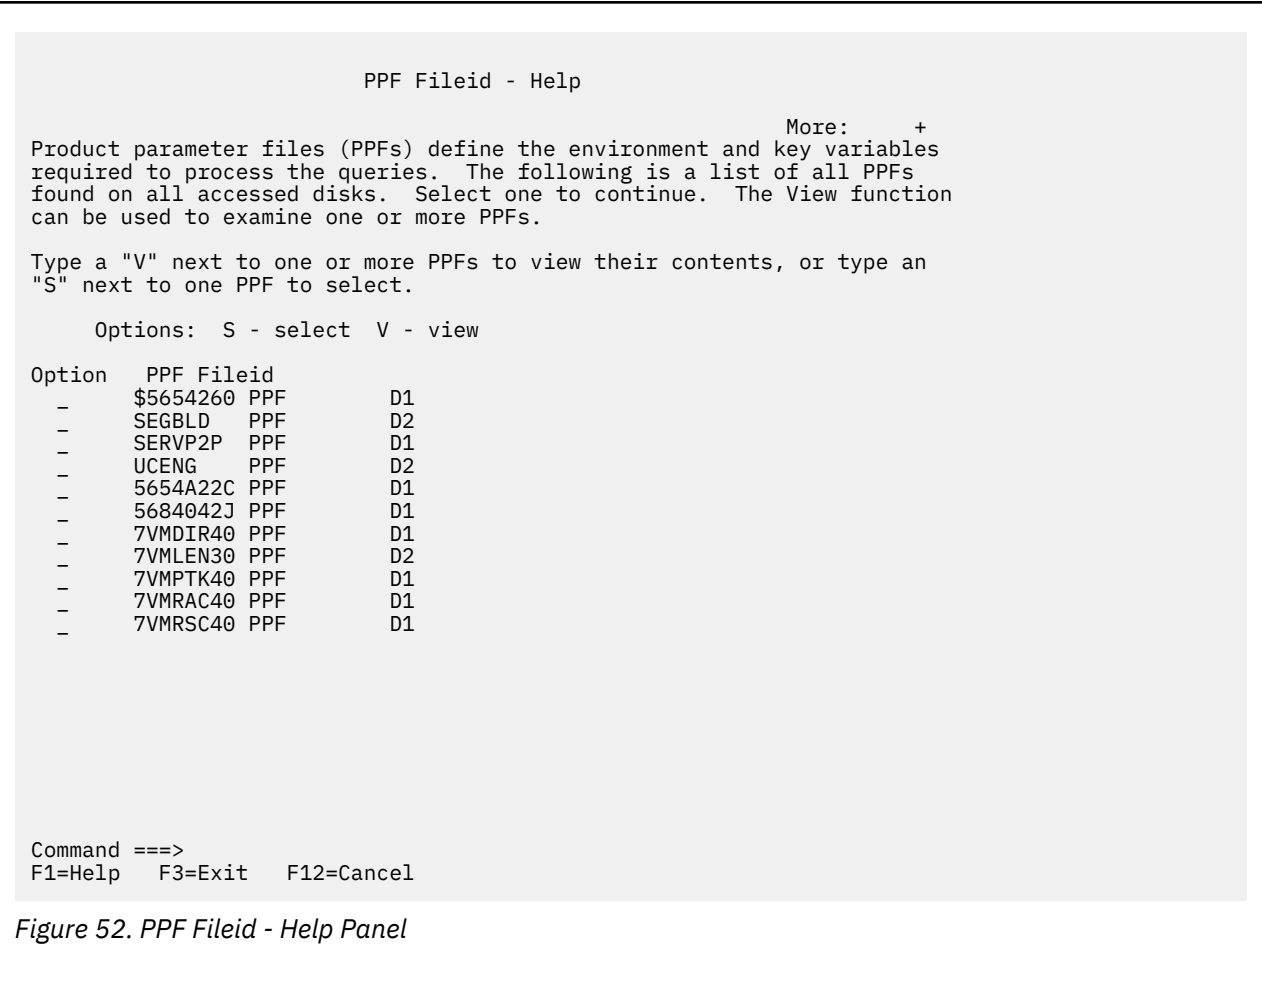 PPF Fileid - Help
More:     +
Product parameter files (PPFs) define the environment and key variables
required to process the queries.  The following is a list of all PPFs
found on all accessed disks.  Select one to continue.  The View function
can be used to examine one or more PPFs.
Type a "V" next to one or more PPFs to view their contents, or type an
"S" next to one PPF to select.
Options:  S - select  V - view
Option   PPF Fileid
_     $5654260 PPF        D1
_     SEGBLD   PPF        D2
_     SERVP2P  PPF        D1
_     UCENG    PPF        D2
_     5654A22C PPF        D1
_     5684042J PPF        D1
_     7VMDIR40 PPF        D1
_     7VMLEN30 PPF        D2
_     7VMPTK40 PPF        D1
_     7VMRAC40 PPF        D1
_     7VMRSC40 PPF        D1
Command ===>
F1=Help   F3=Exit   F12=Cancel
Figure 52. PPF Fileid - Help Panel